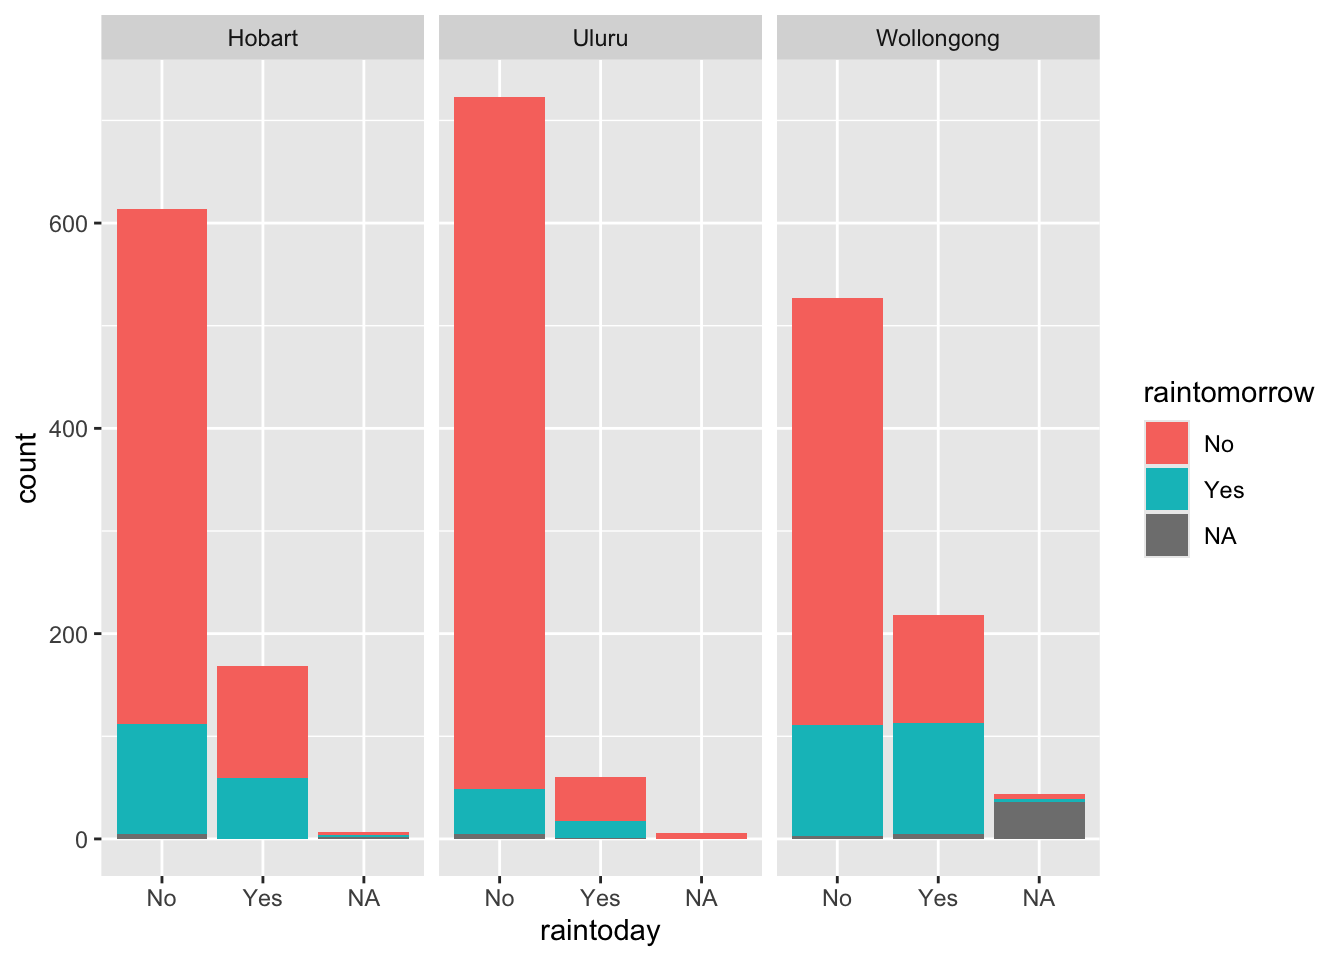 Hobart Uluru Wollongong
600
400
200
0
count
No Yes NA No Yes NA No Yes NA
raintoday
raintomorrow
No
Yes
NA